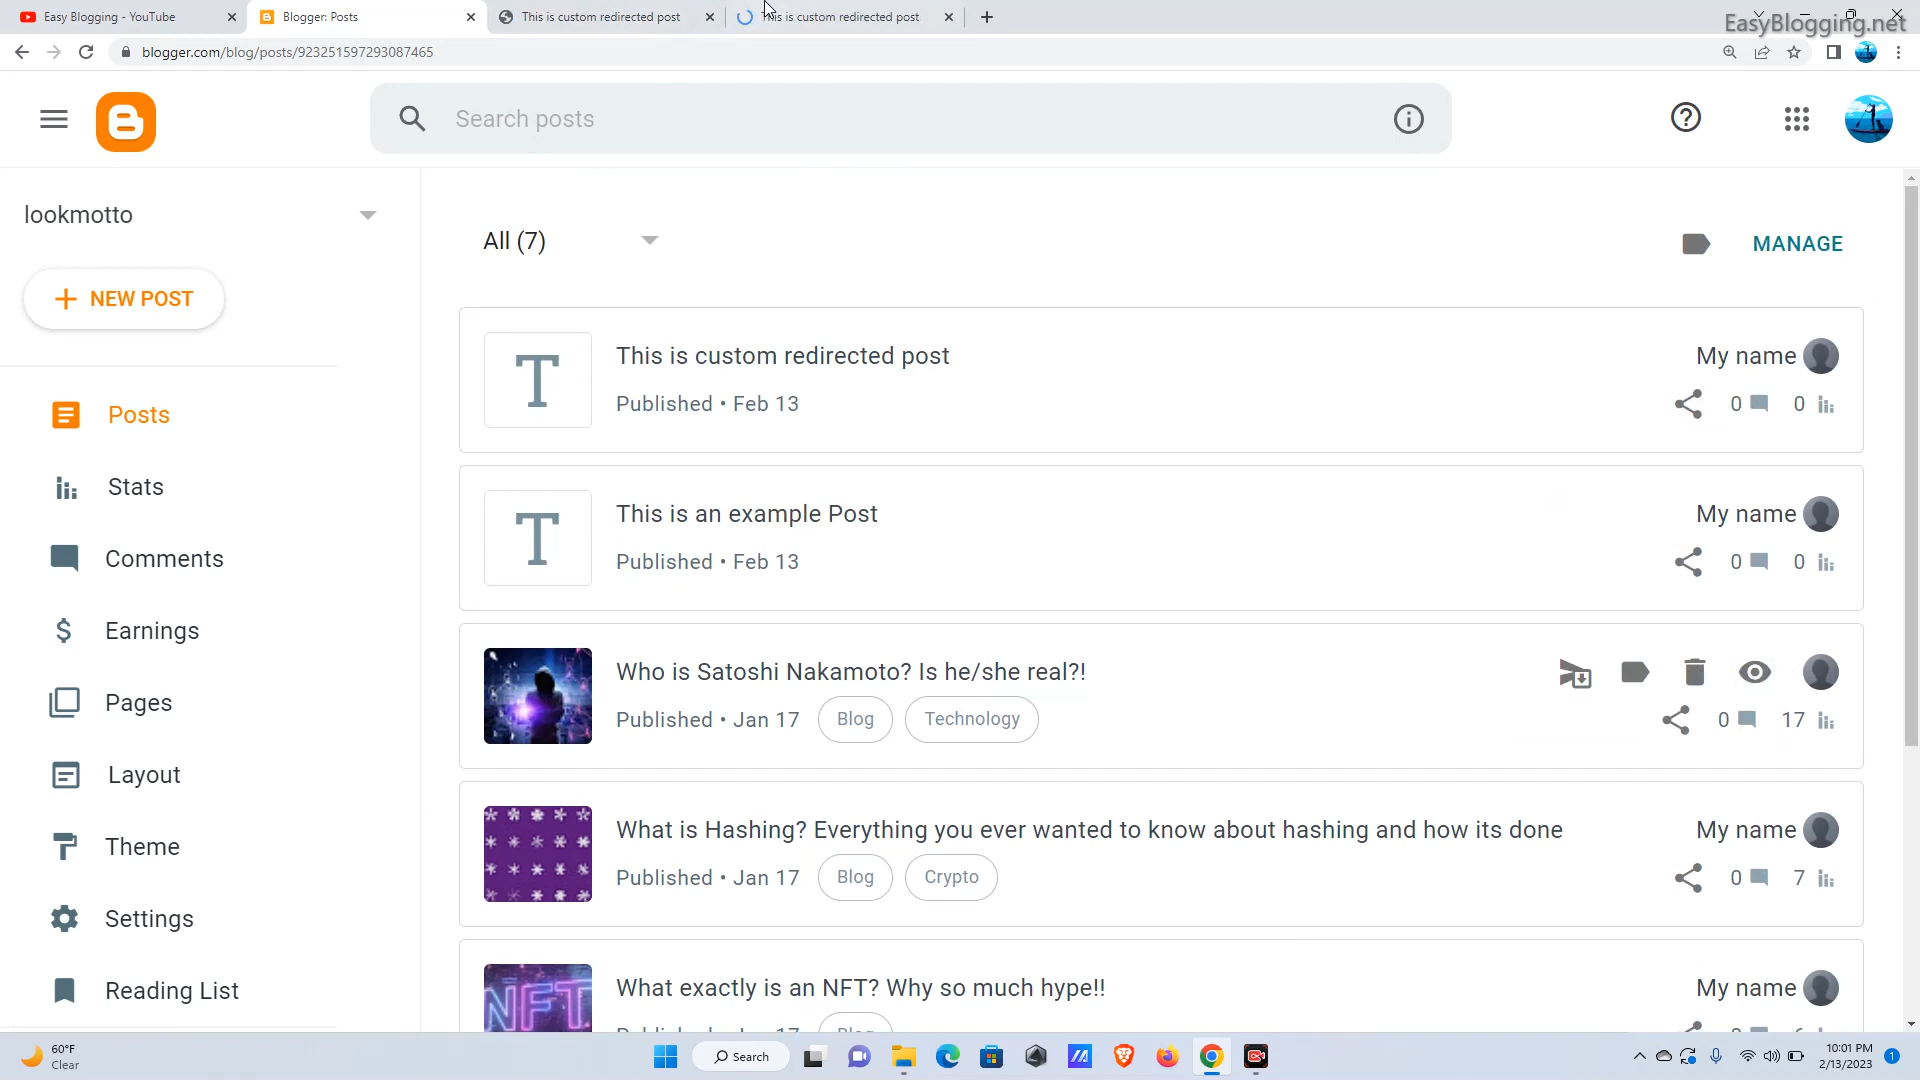 Easy Blogging - YouTube
Blogger: Posts
This is custom redirected post
This is custom redirected post
EasyBlogging.net
blogger.com/blog/posts/923251597293087465
Search posts
lookmotto
NEW POST
Posts
Stats
Comments
Earnings
Pages
Layout
Theme
Settings
Reading List
All (7)
MANAGE
This is custom redirected post
My name
Published • Feb 13
0
0
This is an example Post
My name
Published • Feb 13
0
0
Who is Satoshi Nakamoto? Is he/she real?!
Published • Jan 17
Blog
Technology
0
17
What is Hashing? Everything you ever wanted to know about hashing and how its done
My name
Published • Jan 17
Blog
Crypto
0
7
NFT
What exactly is an NFT? Why so much hype!!
My name
Published • Jan 17
Blog
60°F
Clear
Search
10:01 PM
2/13/2023
1